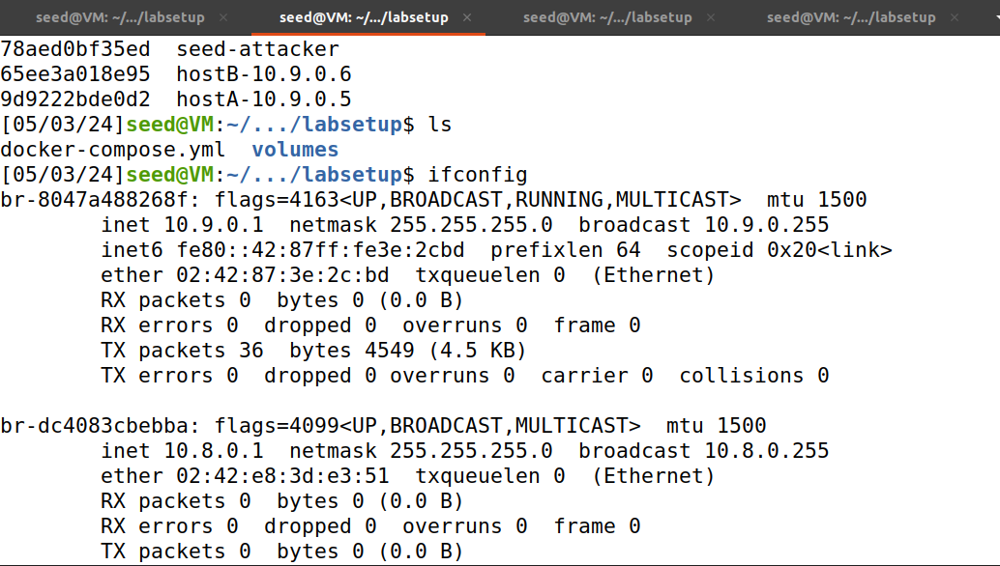 seed@VM: ~/.../labsetup × seed@VM: ~/.../labsetup × seed@VM: ~/.../labsetup × seed@VM: ~/.../labsetup ×
78aed0bf35ed  seed-attacker
65ee3a018e95  hostB-10.9.0.6
9d9222bde0d2  hostA-10.9.0.5
[05/03/24]seed@VM:~/.../labsetup$ ls
docker-compose.yml  volumes
[05/03/24]seed@VM:~/.../labsetup$ ifconfig
br-8047a488268f: flags=4163<UP,BROADCAST,RUNNING,MULTICAST>  mtu 1500
        inet 10.9.0.1  netmask 255.255.255.0  broadcast 10.9.0.255
        inet6 fe80::42:87ff:fe3e:2cbd  prefixlen 64  scopeid 0x20<link>
        ether 02:42:87:3e:2c:bd  txqueuelen 0  (Ethernet)
        RX packets 0  bytes 0 (0.0 B)
        RX errors 0  dropped 0  overruns 0  frame 0
        TX packets 36  bytes 4549 (4.5 KB)
        TX errors 0  dropped 0 overruns 0  carrier 0  collisions 0

br-dc4083cbebba: flags=4099<UP,BROADCAST,MULTICAST>  mtu 1500
        inet 10.8.0.1  netmask 255.255.255.0  broadcast 10.8.0.255
        ether 02:42:e8:3d:e3:51  txqueuelen 0  (Ethernet)
        RX packets 0  bytes 0 (0.0 B)
        RX errors 0  dropped 0  overruns 0  frame 0
        TX packets 0  bytes 0 (0.0 B)